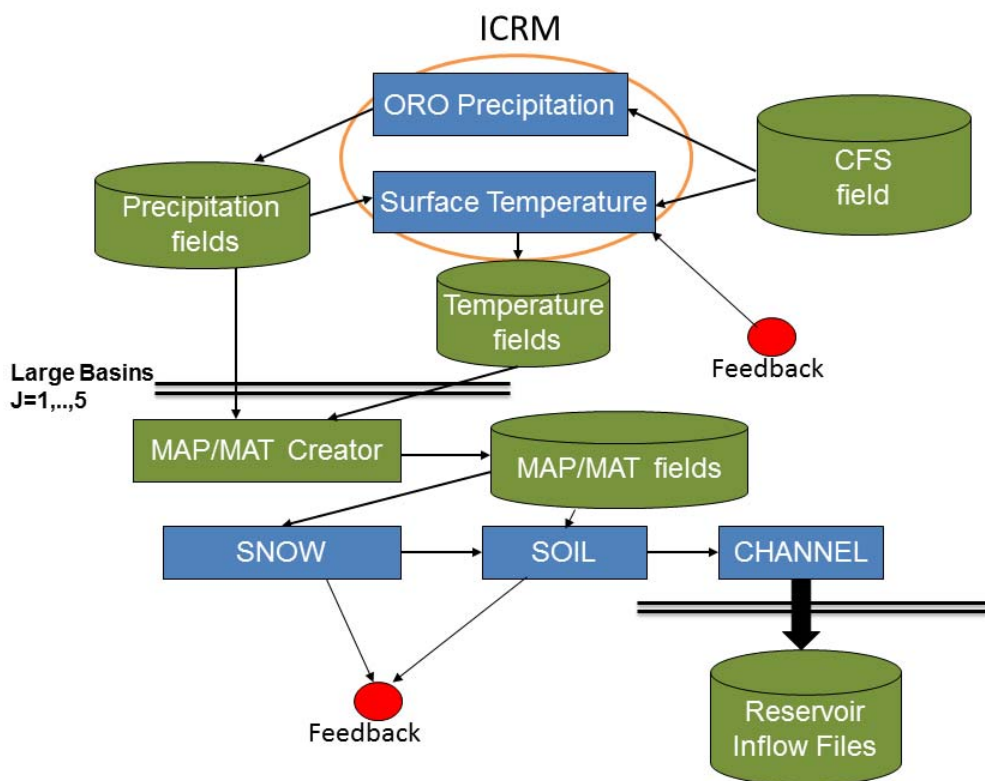 ICRM
ORO Precipitation
CFS
field
Precipitation
fields
Surface Temperature
Temperature
fields
Feedback
Large Basins
J=1,..,5
MAP/MAT Creator
MAP/MAT fields
SNOW
SOIL
CHANNEL
Feedback
Reservoir
Inflow Files